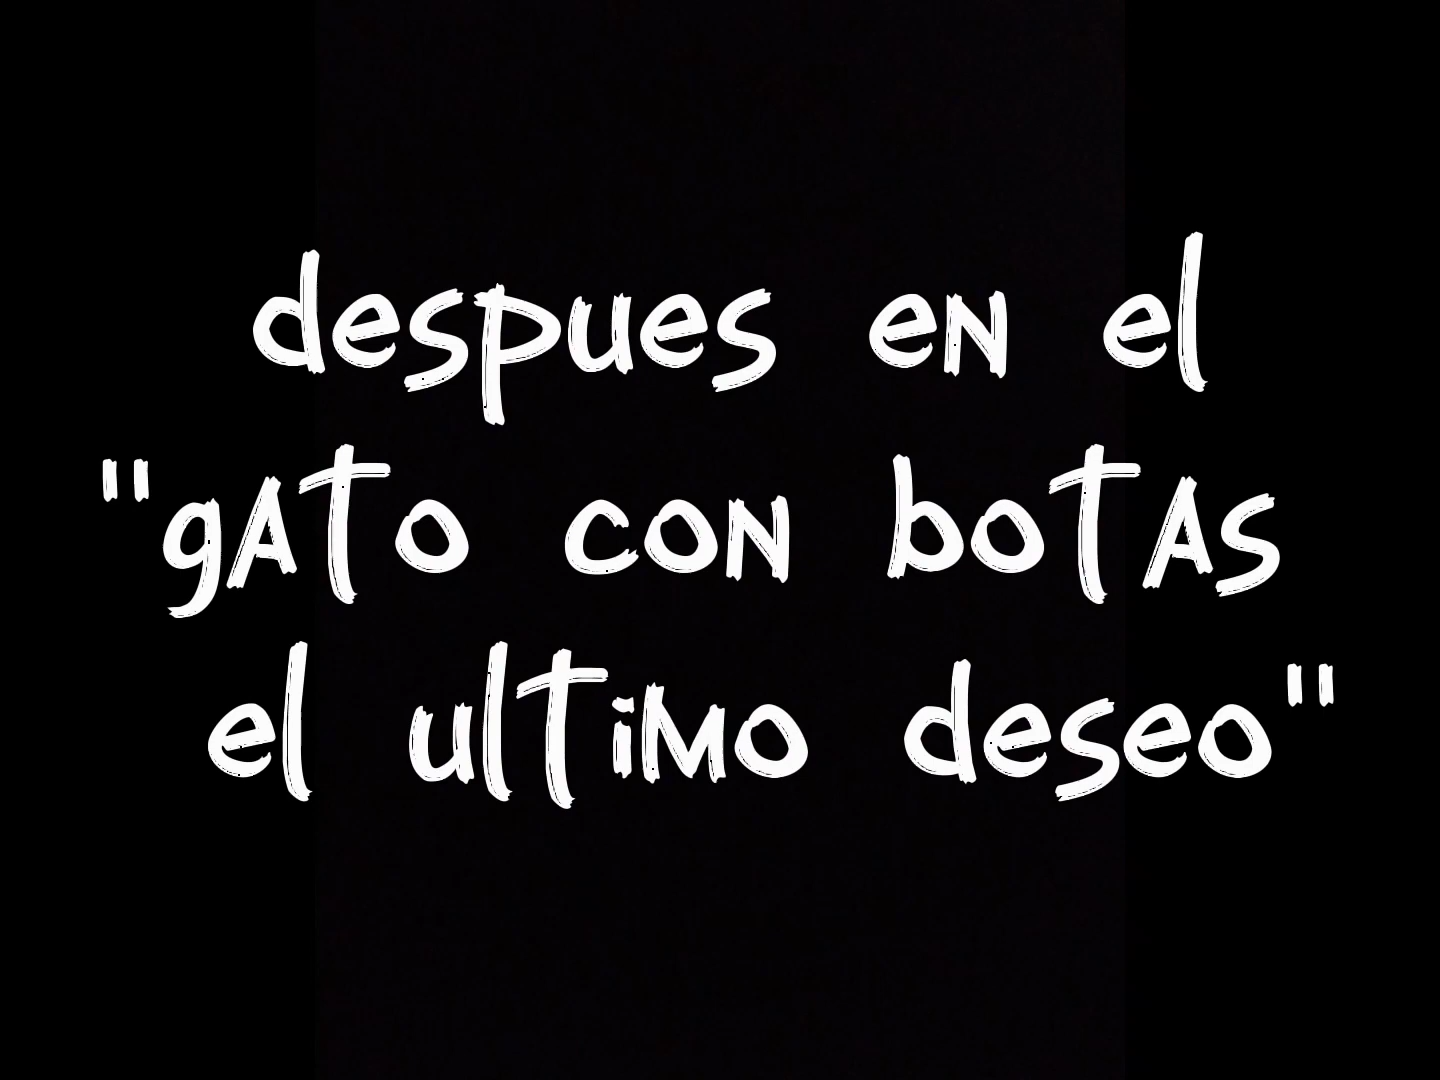 despues en el
"gato con botas
el ultimo deseo"